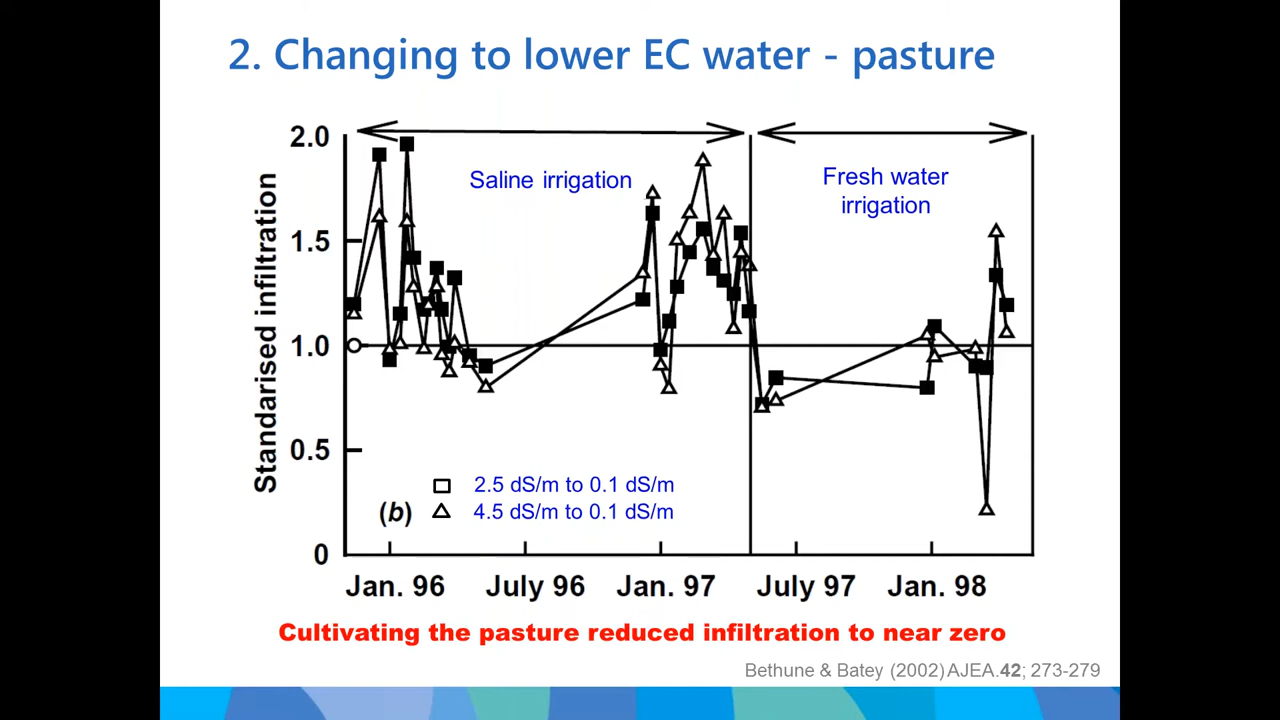 2. Changing to lower EC water - pasture
2.0
Saline irrigation
Fresh water
irrigation
1.5
Standarised infiltration
1.0
0.5
2.5 dS/m to 0.1 dS/m
(b)
4.5 dS/m to 0.1 dS/m
0
Jan. 96
July 96
Jan. 97
July 97
Jan. 98
Cultivating the pasture reduced infiltration to near zero
Bethune & Batey (2002) AJEA.42; 273-279